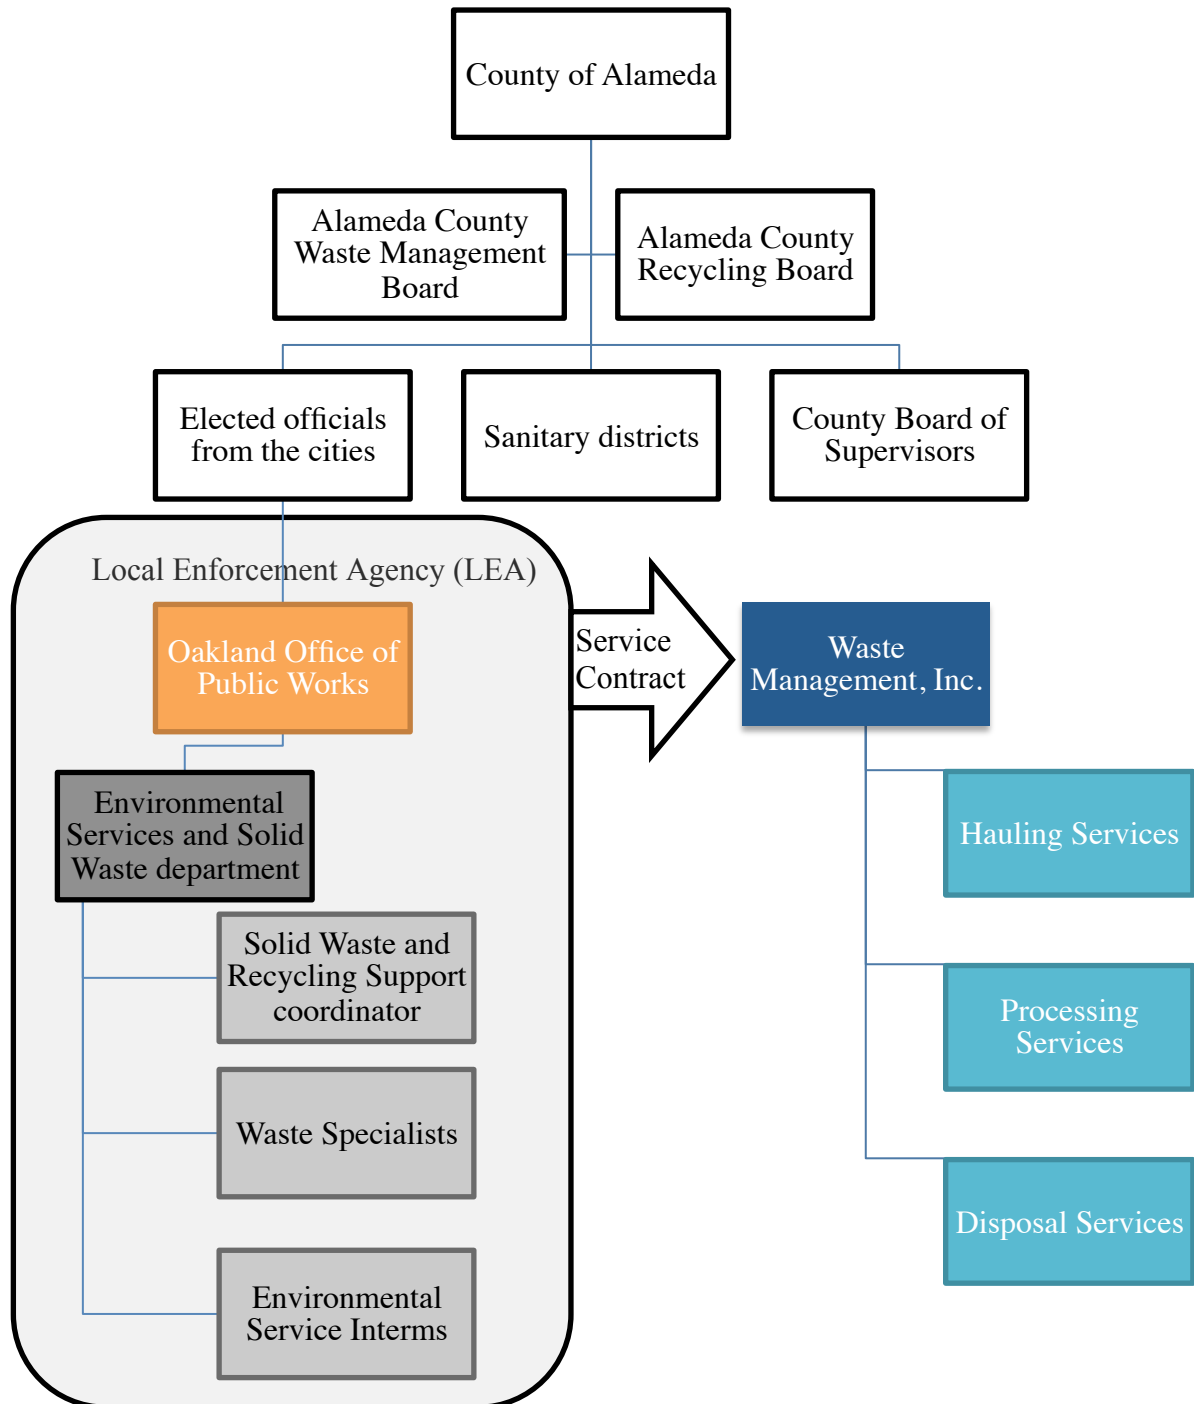 County of Alameda
Alameda County
Waste Management
Board
Alameda County
Recycling Board
Elected officials
from the cities
Sanitary districts
County Board of
Supervisors
Local Enforcement Agency (LEA)
Oakland Office of
Public Works
Service
Contract
Waste
Management, Inc.
Environmental
Services and Solid
Waste department
Hauling Services
Solid Waste and
Recycling Support
coordinator
Processing
Services
Waste Specialists
Disposal Services
Environmental
Service Interms